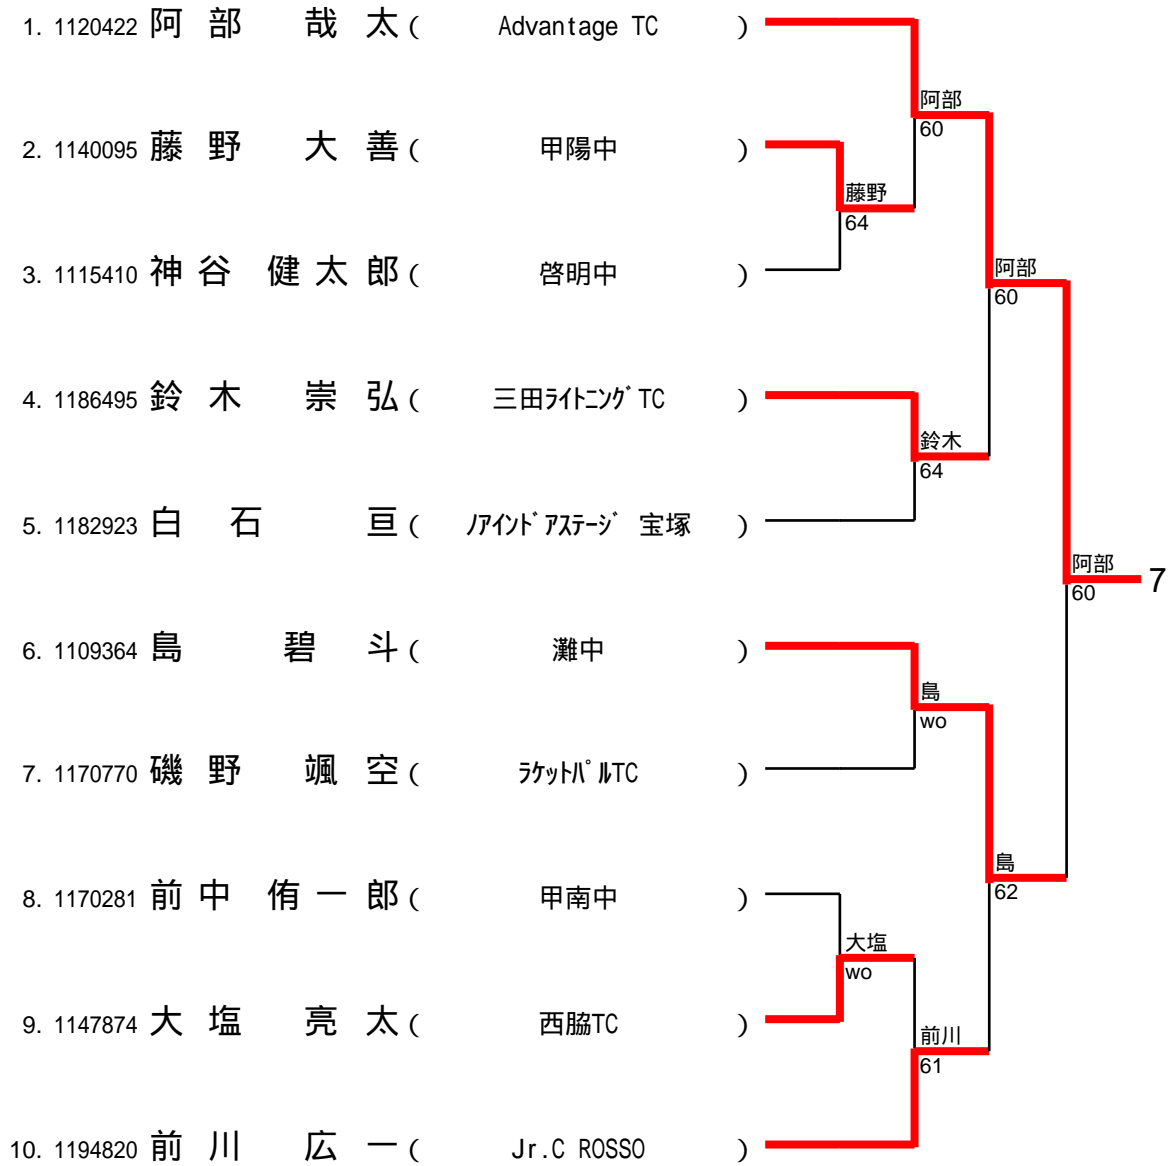 1. 1120422 阿 部 哉 太 ( Advantage TC )
阿部
60
2. 1140095 藤 野 大 善 ( 甲陽中 )
藤野
64
3. 1115410 神 谷 健 太 郎 ( 啓明中 )
阿部
60
4. 1186495 鈴 木 崇 弘 ( 三田ﾗｲﾄﾆﾝｸﾞTC )
鈴木
64
5. 1182923 白 石 亘 ( ﾉｱｲﾝﾄﾞｱｽﾃｰｼﾞ 宝塚 )
阿部
60
7
6. 1109364 島 碧 斗 ( 灘中 )
島
wo
7. 1170770 磯 野 颯 空 ( ﾗｹｯﾄﾊﾟﾙTC )
島
62
8. 1170281 前 中 侑 一 郎 ( 甲南中 )
大塩
wo
9. 1147874 大 塩 亮 太 ( 西脇TC )
前川
61
10. 1194820 前 川 広 一 ( Jr.C ROSSO )